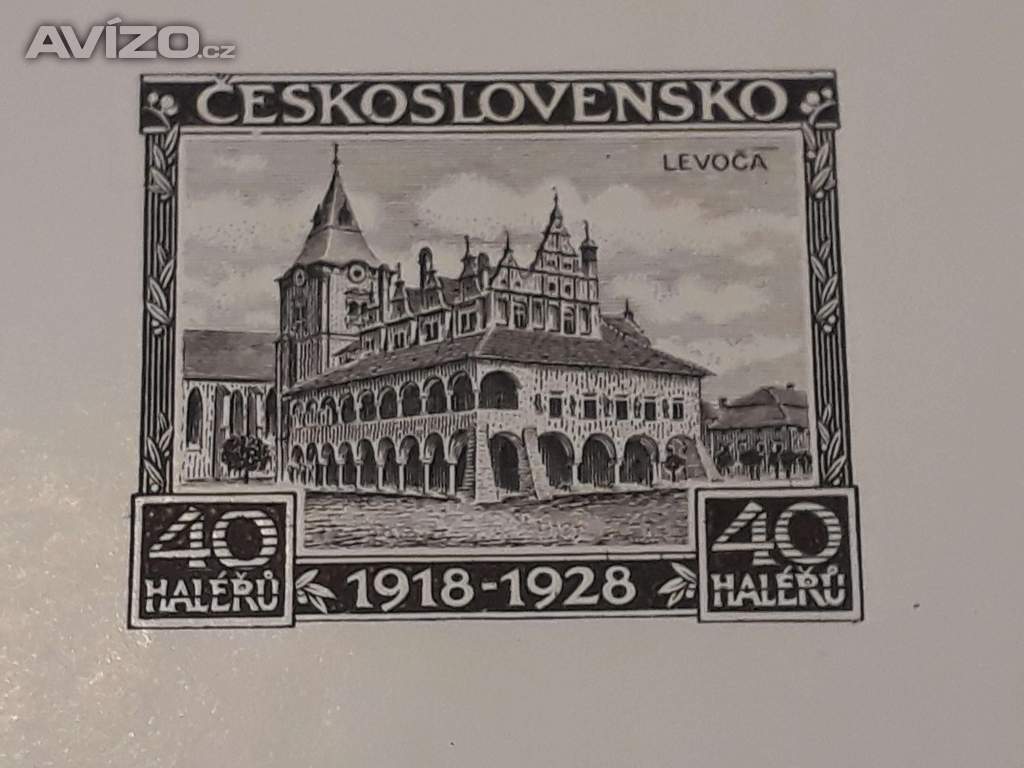 AVÍZO.cz
ČESKOSLOVENSKO
LEVOČA
40 40
HALÉŘŮ 1918-1928 HALÉŘŮ